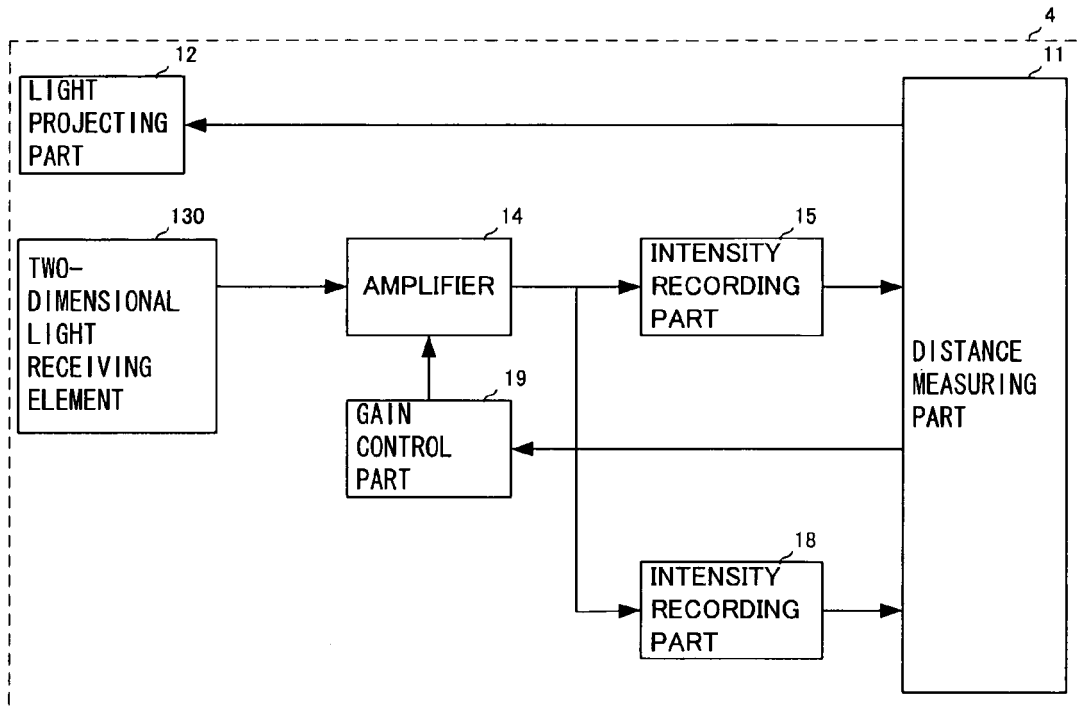 4
12
11
LIGHT
PROJECTING
PART
130
14
15
TWO-
DIMENSIONAL
LIGHT
RECEIVING
ELEMENT
AMPLIFIER
INTENSITY
RECORDING
PART
DISTANCE
MEASURING
PART
19
GAIN
CONTROL
PART
18
INTENSITY
RECORDING
PART